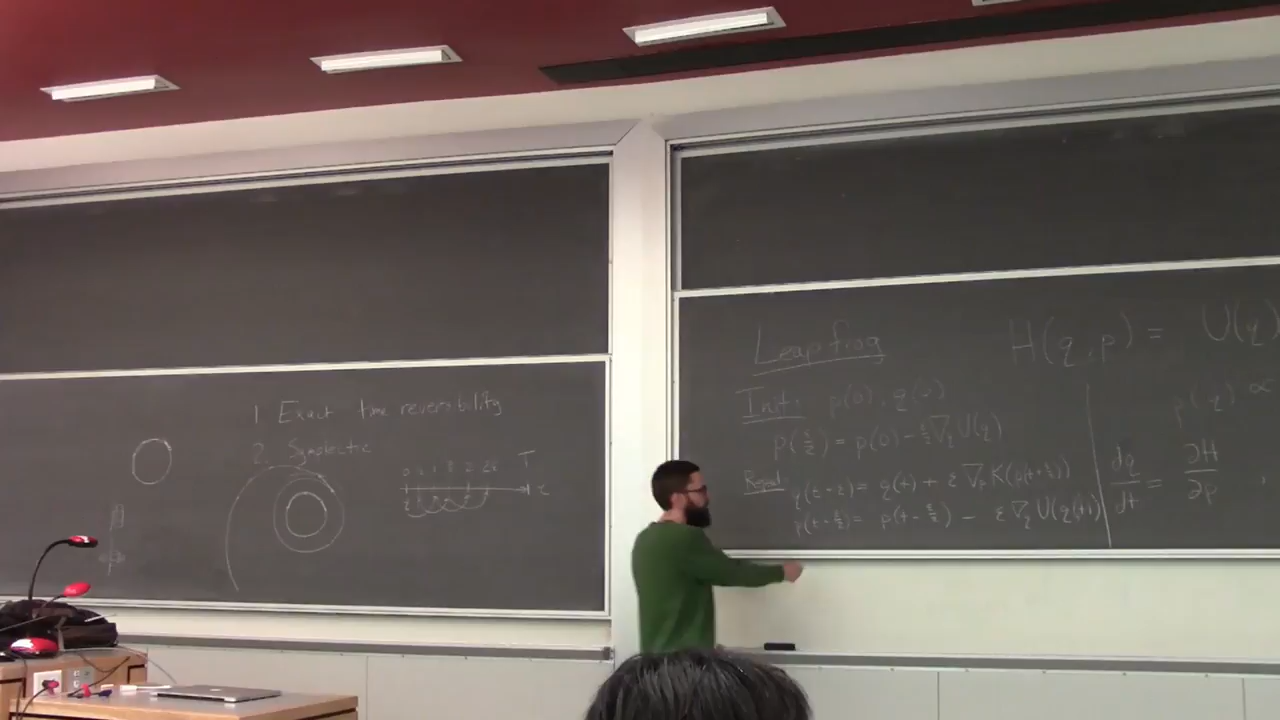 1. Exact time reversibility
2. Symplectic
T
Leapfrog
H(q,p) = U(q)
Init: p(0), q(0)
p(ε/2) = p(0) - ε/2 ∇q U(q)
Repeat:
q(t+ε) = q(t) + ε ∇p K(p(t+ε/2))
p(t+ε/2) = p(t-ε/2) - ε ∇q U(q(t))
p(q) ∝
dq/dt = ∂H/∂p ,